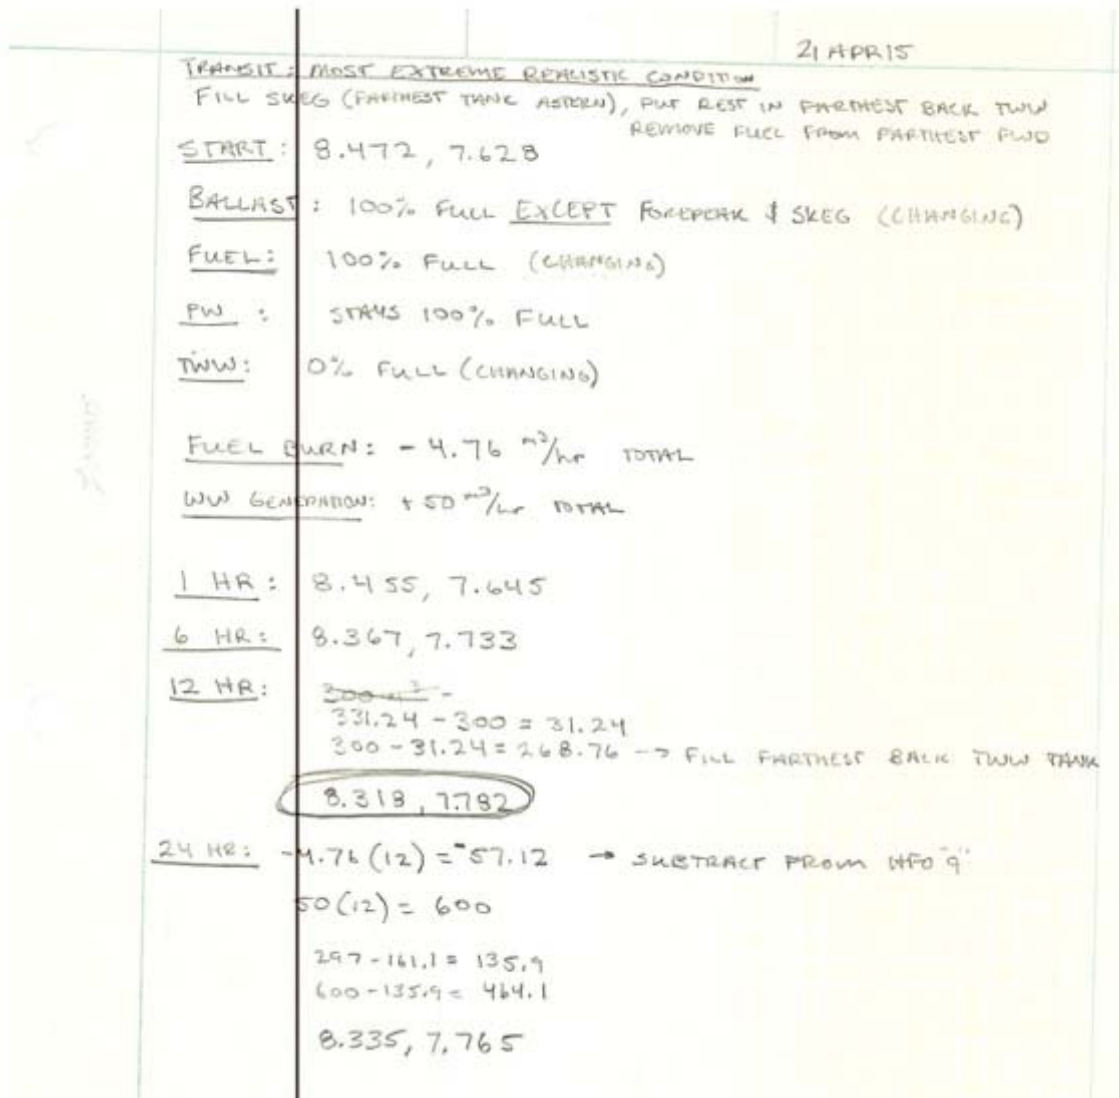 21 APR 15
TRANSIT: MOST EXTREME REALISTIC CONDITION
FILL SKEG (FARTHEST TANK ASTERN), PUT REST IN FARTHEST BACK TWW
REMOVE FUEL FROM FARTHEST FWD
START: 8.472, 7.628
BALLAST: 100% FULL EXCEPT FOREPEAK & SKEG (CHANGING)
FUEL: 100% FULL (CHANGING)
PW: STAYS 100% FULL
TWW: 0% FULL (CHANGING)
FUEL BURN: - 4.76 m³/hr TOTAL
WW GENERATION: + 50 m³/hr TOTAL
1 HR: 8.455, 7.645
6 HR: 8.367, 7.733
12 HR:
331.24 - 300 = 31.24
300 - 31.24 = 268.76 → FILL FARTHEST BACK TWW TANK
8.318, 7.782
24 HR: -4.76 (12) = -57.12 → SUBTRACT FROM HFO "9"
50 (12) = 600
297 - 161.1 = 135.9
600 - 135.9 = 464.1
8.335, 7.765